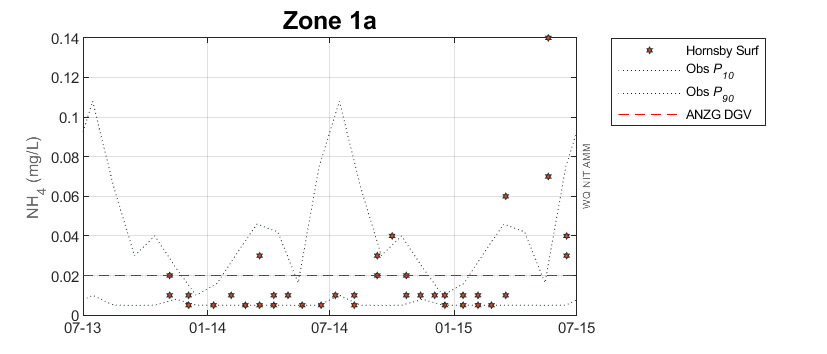 Zone 1a
0.14
0.12
0.1
0.08
0.06
0.04
0.02
0
NH4 (mg/L)
07-13
01-14
07-14
01-15
07-15
WQ NIT AMM
Hornsby Surf
Obs P10
Obs P90
ANZG DGV